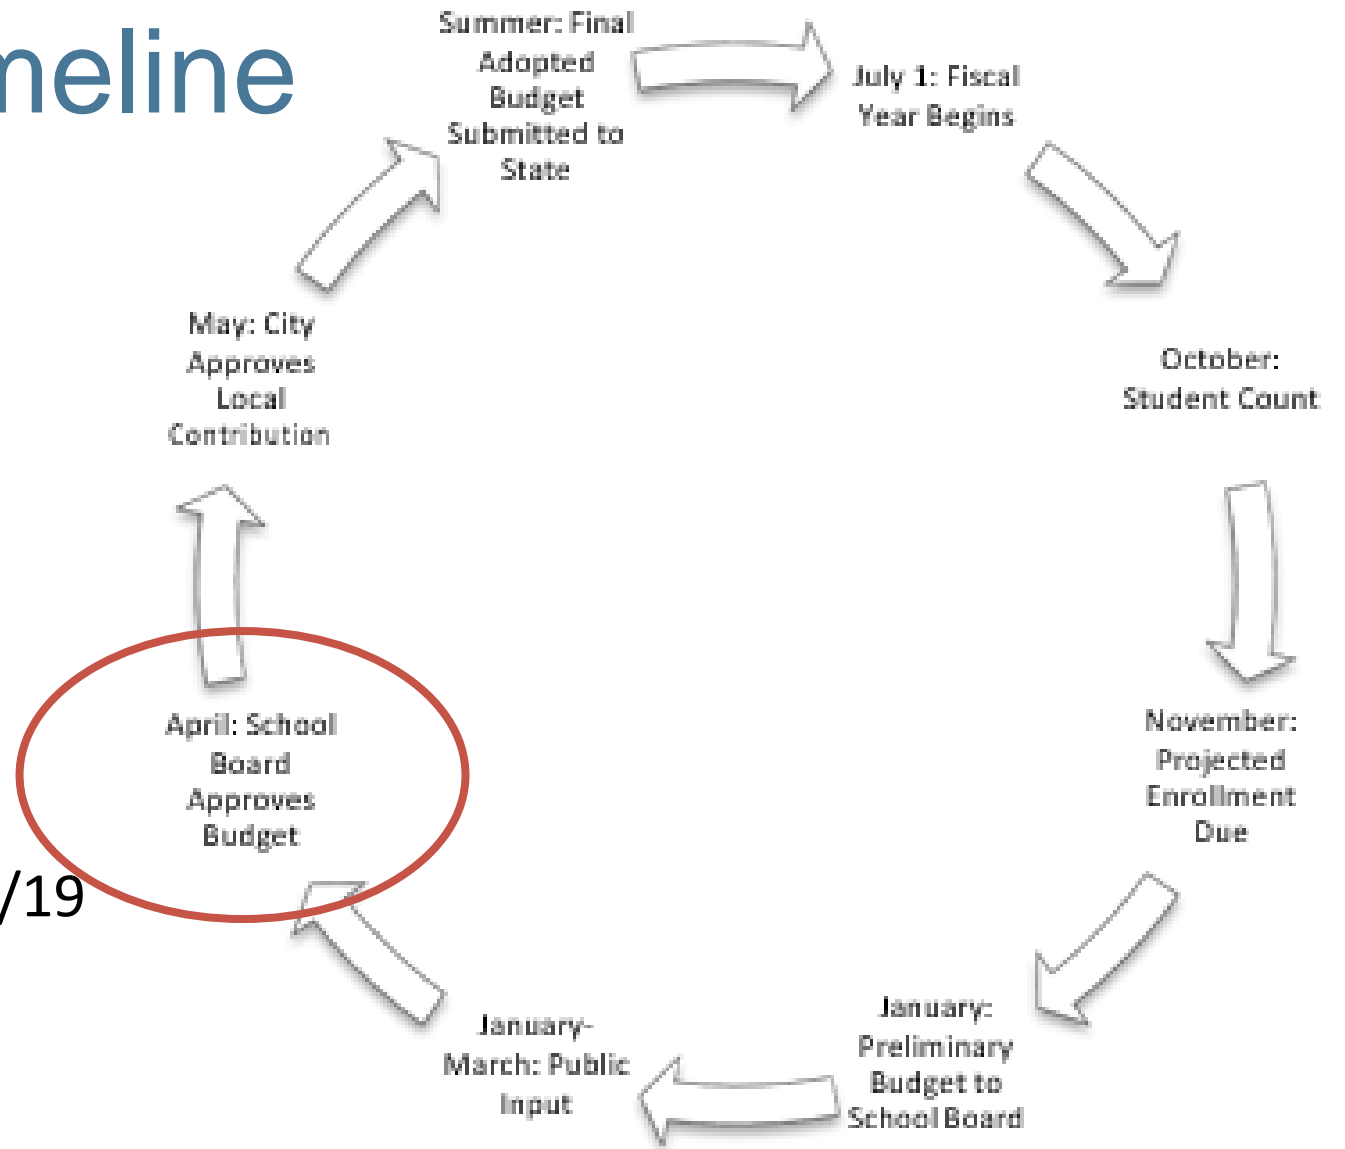 meline
Summer: Final
Adopted
Budget
Submitted to
State
July 1: Fiscal
Year Begins
October:
Student Count
November:
Projected
Enrollment
Due
January:
Preliminary
Budget to
School Board
January-
March: Public
Input
April: School
Board
Approves
Budget
/19
May: City
Approves
Local
Contribution